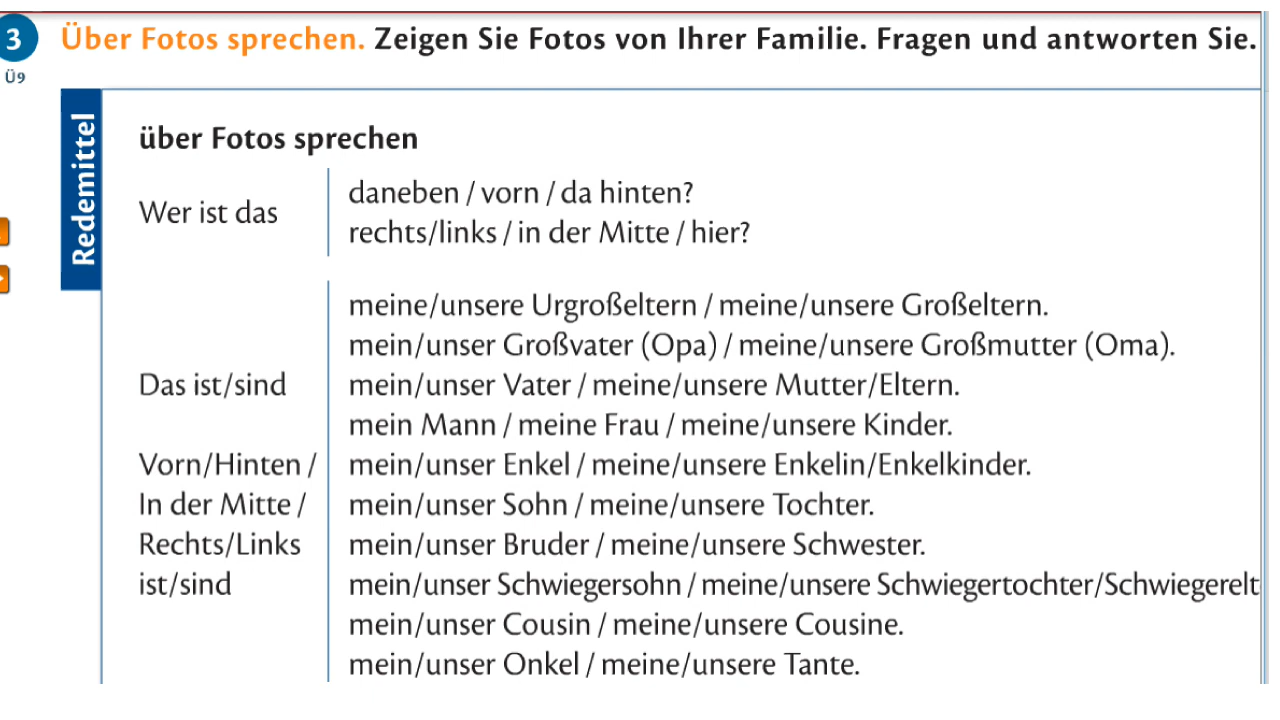 3 Über Fotos sprechen. Zeigen Sie Fotos von Ihrer Familie. Fragen und antworten Sie.
Ü9
Redemittel
über Fotos sprechen
Wer ist das
daneben / vorn / da hinten?
rechts/links / in der Mitte / hier?
Das ist/sind
Vorn/Hinten /
In der Mitte /
Rechts/Links
ist/sind
meine/unsere Urgroßeltern / meine/unsere Großeltern.
mein/unser Großvater (Opa) / meine/unsere Großmutter (Oma).
mein/unser Vater / meine/unsere Mutter/Eltern.
mein Mann / meine Frau / meine/unsere Kinder.
mein/unser Enkel / meine/unsere Enkelin/Enkelkinder.
mein/unser Sohn / meine/unsere Tochter.
mein/unser Bruder / meine/unsere Schwester.
mein/unser Schwiegersohn / meine/unsere Schwiegertochter/Schwiegerelt
mein/unser Cousin / meine/unsere Cousine.
mein/unser Onkel / meine/unsere Tante.